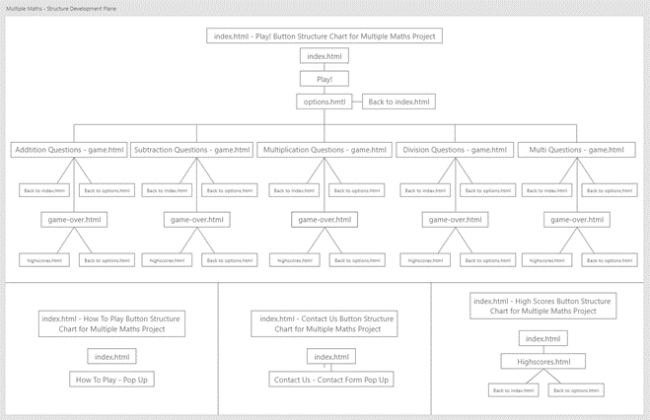 Multiple Maths - Structure Development Plane
index.html - Play! Button Structure Chart for Multiple Maths Project
index.html
Play!
options.hmtl Back to index.html
Addtition Questions - game.html Subtraction Questions - game.html Multiplication Questions - game.html Division Questions - game.html Multi Questions - game.html
Back to index.html Back to options.html Back to index.html Back to options.html Back to index.html Back to options.html Back to index.html Back to options.html Back to index.html Back to options.html
game-over.html game-over.html game-over.html game-over.html game-over.html
highscores.html Back to options.html highscores.html Back to options.html highscores.html Back to options.html highscores.html Back to options.html highscores.html Back to options.html
index.html - How To Play Button Structure
Chart for Multiple Maths Project
index.html
How To Play - Pop Up
index.html - Contact Us Button Structure
Chart for Multiple Maths Project
index.html
Contact Us - Contact Form Pop Up
index.html - High Scores Button Structure
Chart for Multiple Maths Project
index.html
Highscores.html
Back to index.html Back to options.html